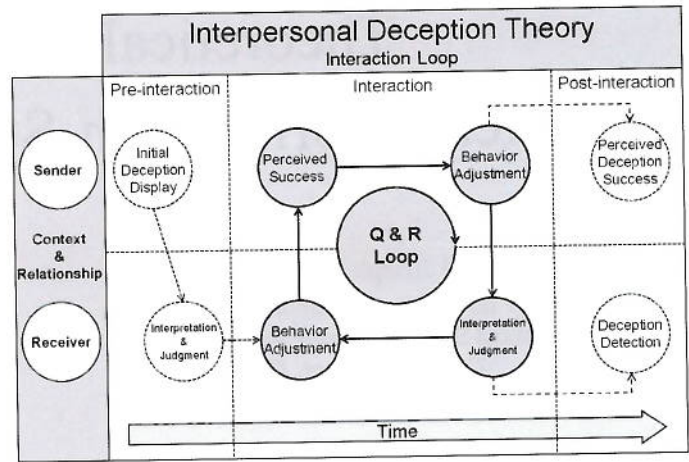 Interpersonal Deception Theory
Interaction Loop
Pre-interaction
Interaction
Post-interaction
Sender
Initial
Deception
Display
Perceived
Success
Behavior
Adjustment
Perceived
Deception
Success
Context
&
Relationship
Q & R
Loop
Receiver
Interpretation
&
Judgment
Behavior
Adjustment
Interpretation
&
Judgment
Deception
Detection
Time